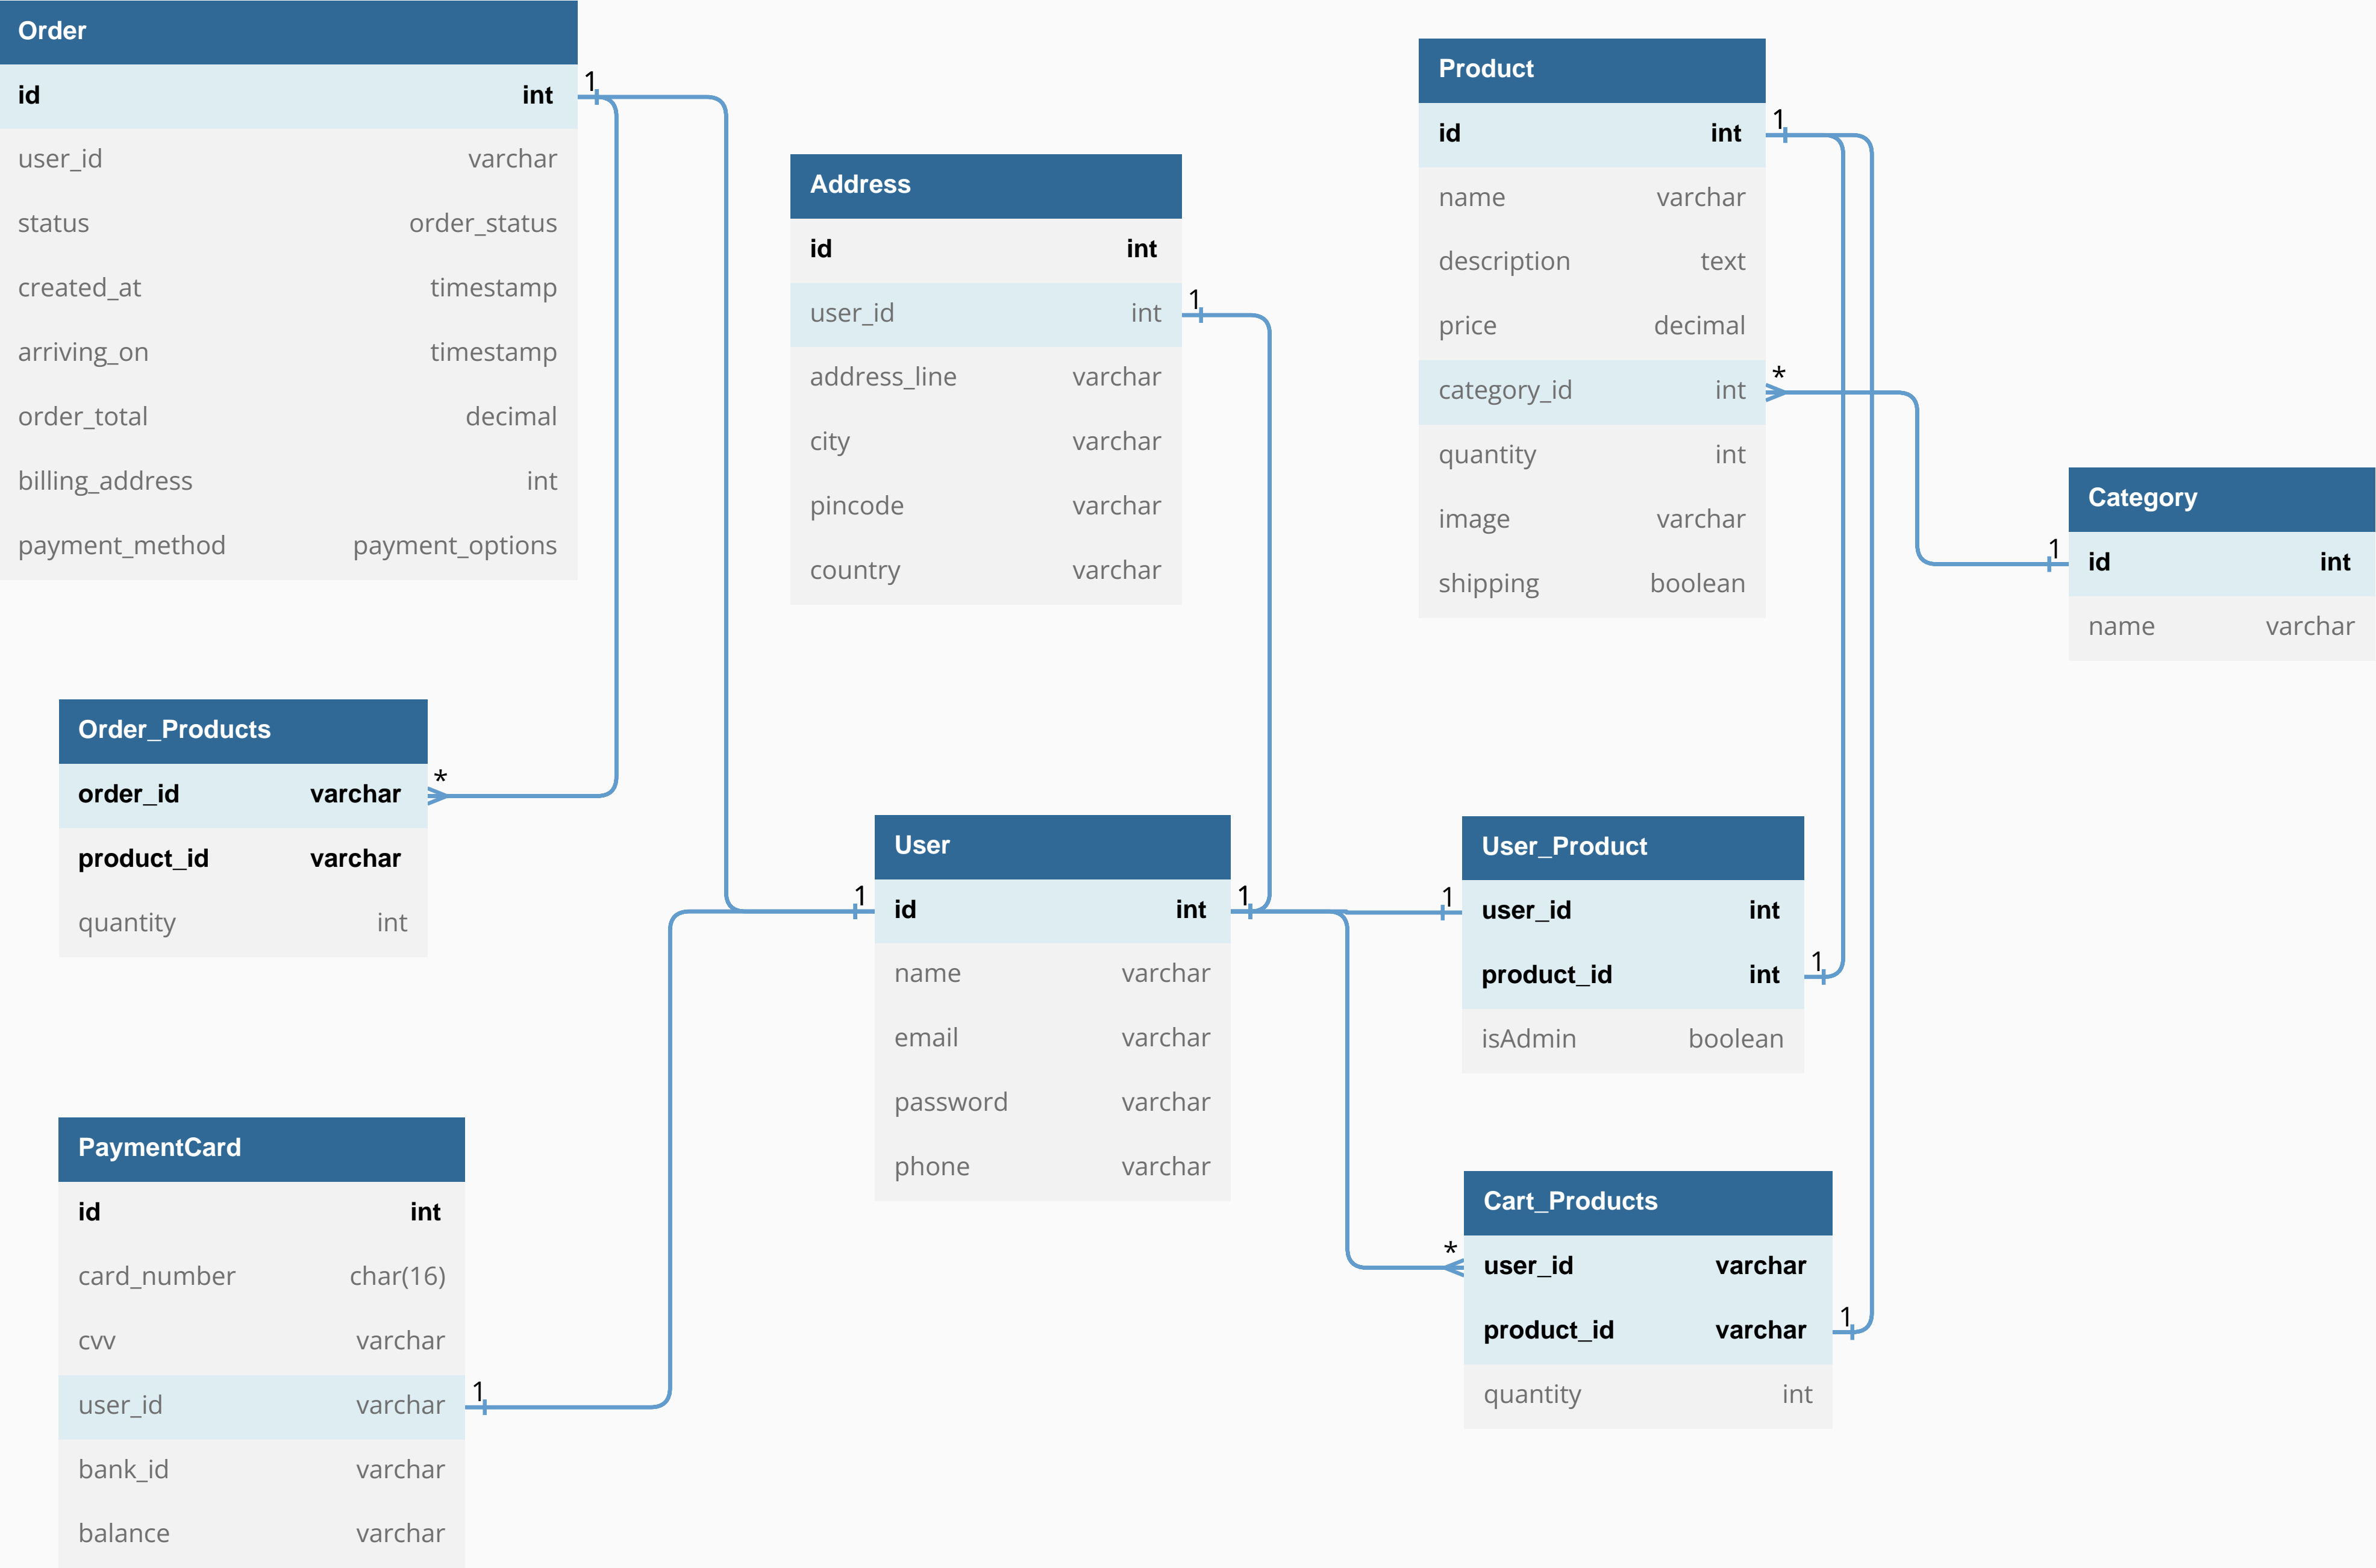 Order
id int
user_id varchar
status order_status
created_at timestamp
arriving_on timestamp
order_total decimal
billing_address int
payment_method payment_options
1
Address
id int
user_id int
address_line varchar
city varchar
pincode varchar
country varchar
1
Product
id int
name varchar
description text
price decimal
category_id int
quantity int
image varchar
shipping boolean
1
*
Category
id int
name varchar
1
Order_Products
order_id varchar
product_id varchar
quantity int
*
User
id int
name varchar
email varchar
password varchar
phone varchar
1
1
User_Product
user_id int
product_id int
isAdmin boolean
1
1
PaymentCard
id int
card_number char(16)
cvv varchar
user_id varchar
bank_id varchar
balance varchar
1
Cart_Products
user_id varchar
product_id varchar
quantity int
*
1